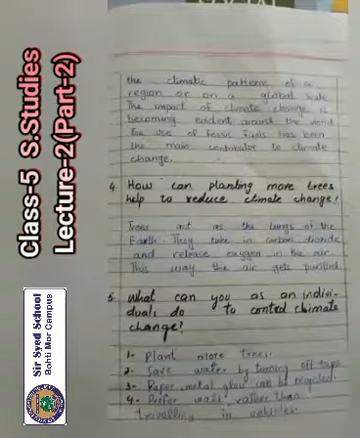 Class-5 S.Studies
Lecture-2(Part-2)
Sir Syed School
Bohti Mor Campus
the climatic patterns of a
region or on a global scale
The impact of climate change is
becoming evident around the world
The use of fossil fuels has been
the main contributor to climate
change.
4. How can planting more trees
help to reduce climate change?
Trees act as the lungs of the
Earth. They take in carbon dioxide
and release oxygen in the air
This way the air gets purified
5. What can you as an indivi-
duals do to control climate
change?
1- Plant more trees.
2- Save water by turning off taps
3- Paper, metal, glass can be recycled.
4- Prefer walk, rather than
travelling in vehicles.